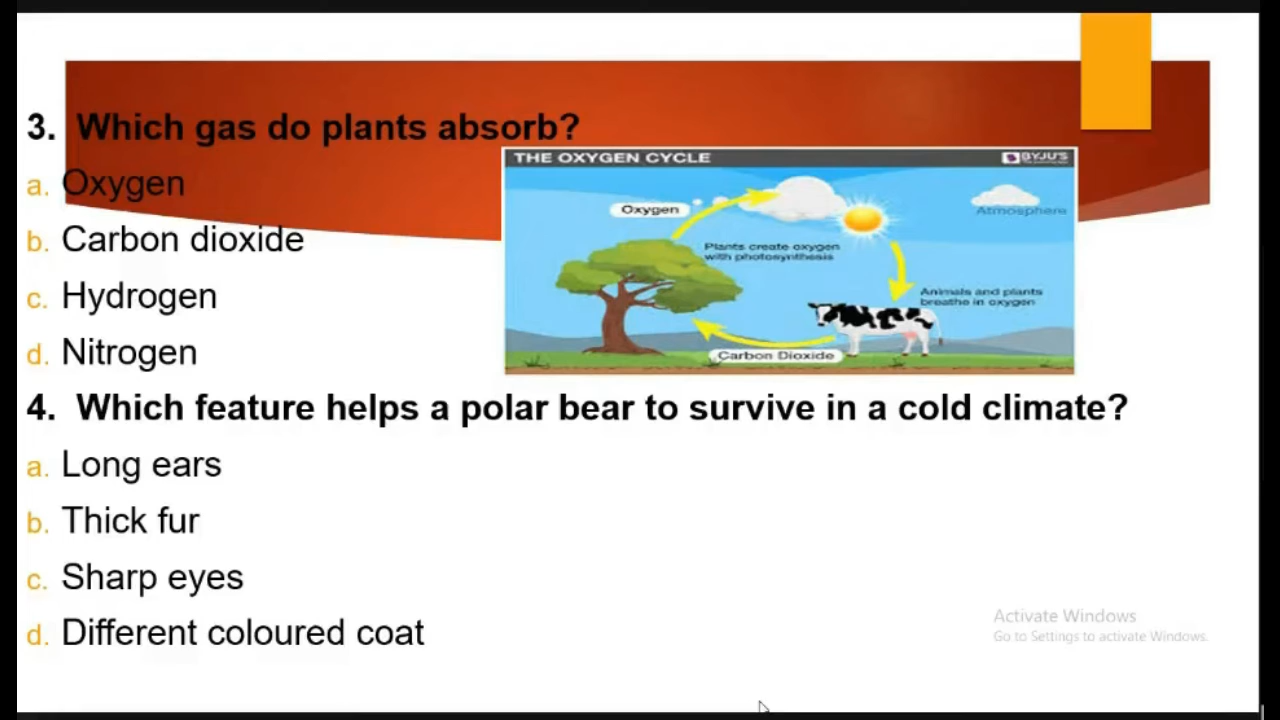 3. Which gas do plants absorb?
a. Oxygen
b. Carbon dioxide
c. Hydrogen
d. Nitrogen
THE OXYGEN CYCLE
BYJU'S
Oxygen
Atmosphere
Plants create oxygen
with photosynthesis
Animals and plants
breathe in oxygen
Carbon Dioxide
4. Which feature helps a polar bear to survive in a cold climate?
a. Long ears
b. Thick fur
c. Sharp eyes
d. Different coloured coat
Activate Windows
Go to Settings to activate Windows.